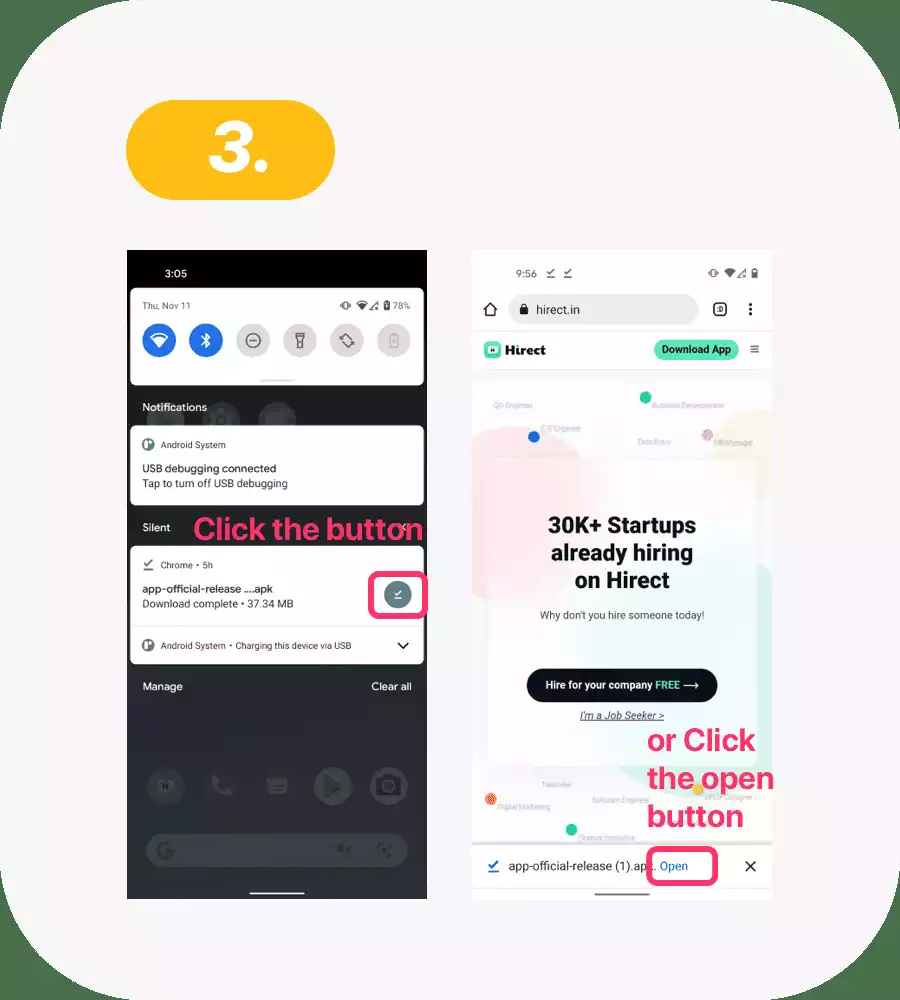 3.
3:05
Thu, Nov 11
78%
Notifications
Android System
USB debugging connected
Tap to turn off USB debugging
Silent
Click the button
Chrome • 5h
app-official-release ....apk
Download complete • 37.34 MB
Android System • Charging this device via USB
Manage
Clear all
9:56
:D
hirect.in
Hirect
Download App
QA Engineer
Business Development
iOS Engineer
Data Entry
HR Manager
30K+ Startups
already hiring
on Hirect
Why don't you hire someone today!
Hire for your company FREE
I'm a Job Seeker >
or Click
the open
button
Telecaller
Digital Marketing
Software Engineer
UI/UX Designer
app-official-release (1).apk.
Open